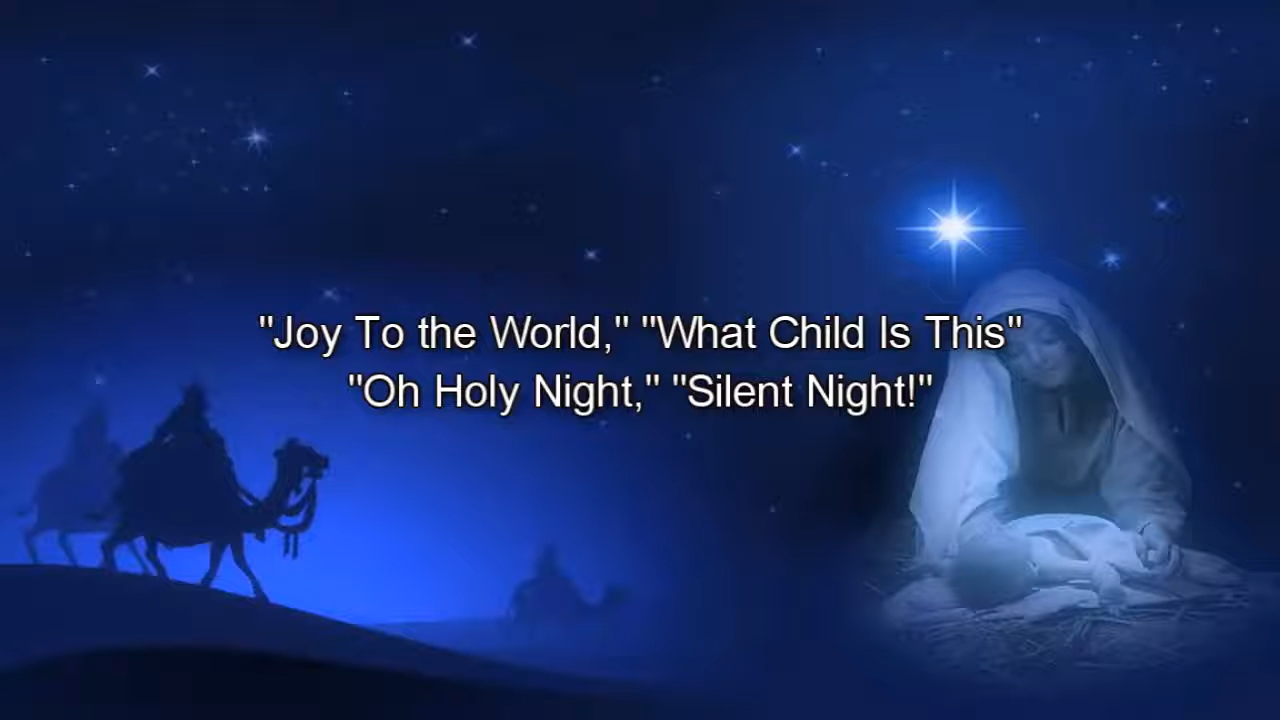 "Joy To the World," "What Child Is This"
"Oh Holy Night," "Silent Night!"